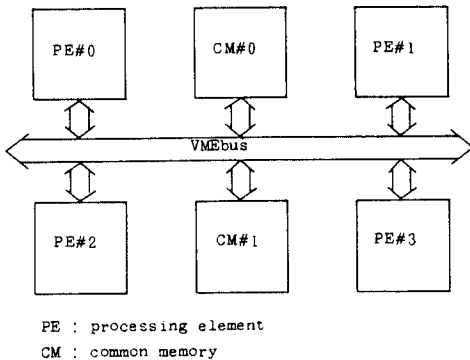 PE#0
CM#0
PE#1
VMEbus
PE#2
CM#1
PE#3
PE : processing element
CM : common memory